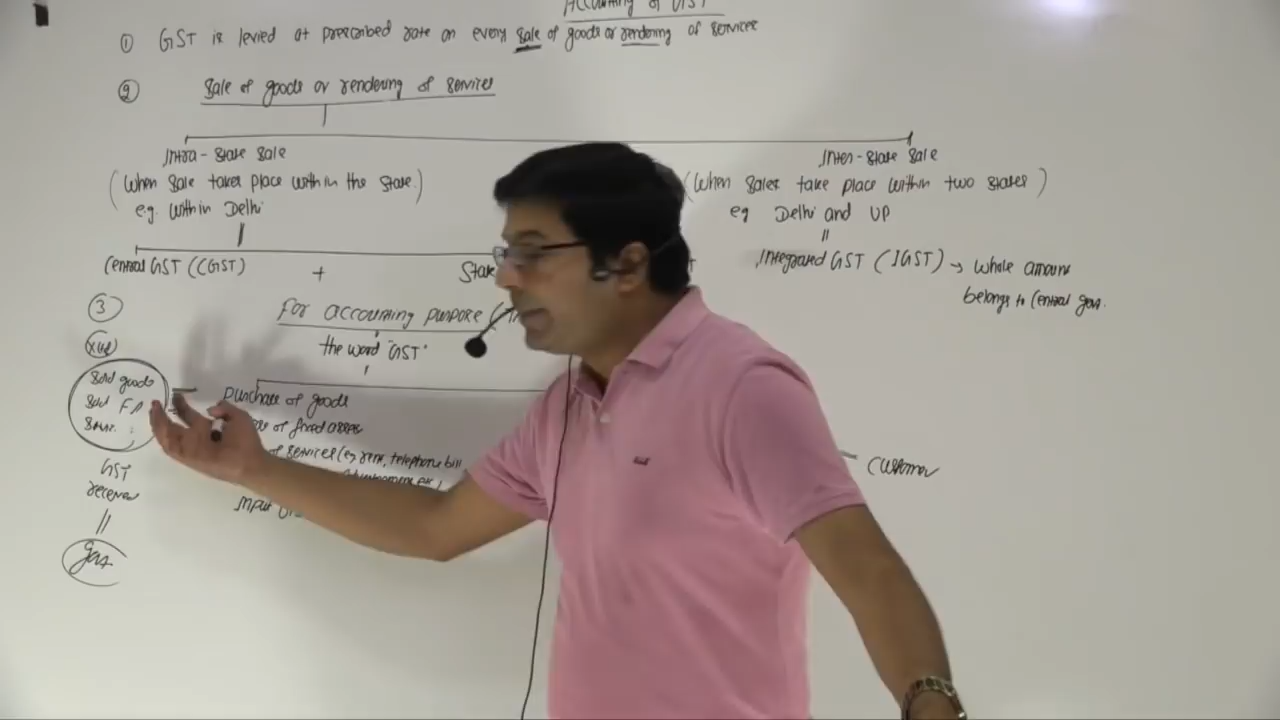 Accounting of GST
① GST is levied at prescribed rate on every sale of goods or rendering of services
② Sale of goods or rendering of services
Intra-State Sale
(When Sale takes place within the State.)
e.g. within Delhi
Inter-State Sale
(When Sales take place within two states)
eg Delhi and UP
Central GST (CGST) + State
Integrated GST (IGST) → Whole amount
belongs to Central gov.
③ For accounting purpose
the word "GST"
Sold goods
Sold FA
Purchase of goods
of fixed assets
of services (eg rent, telephone bill
Input
GST
received
Gov.
Customer